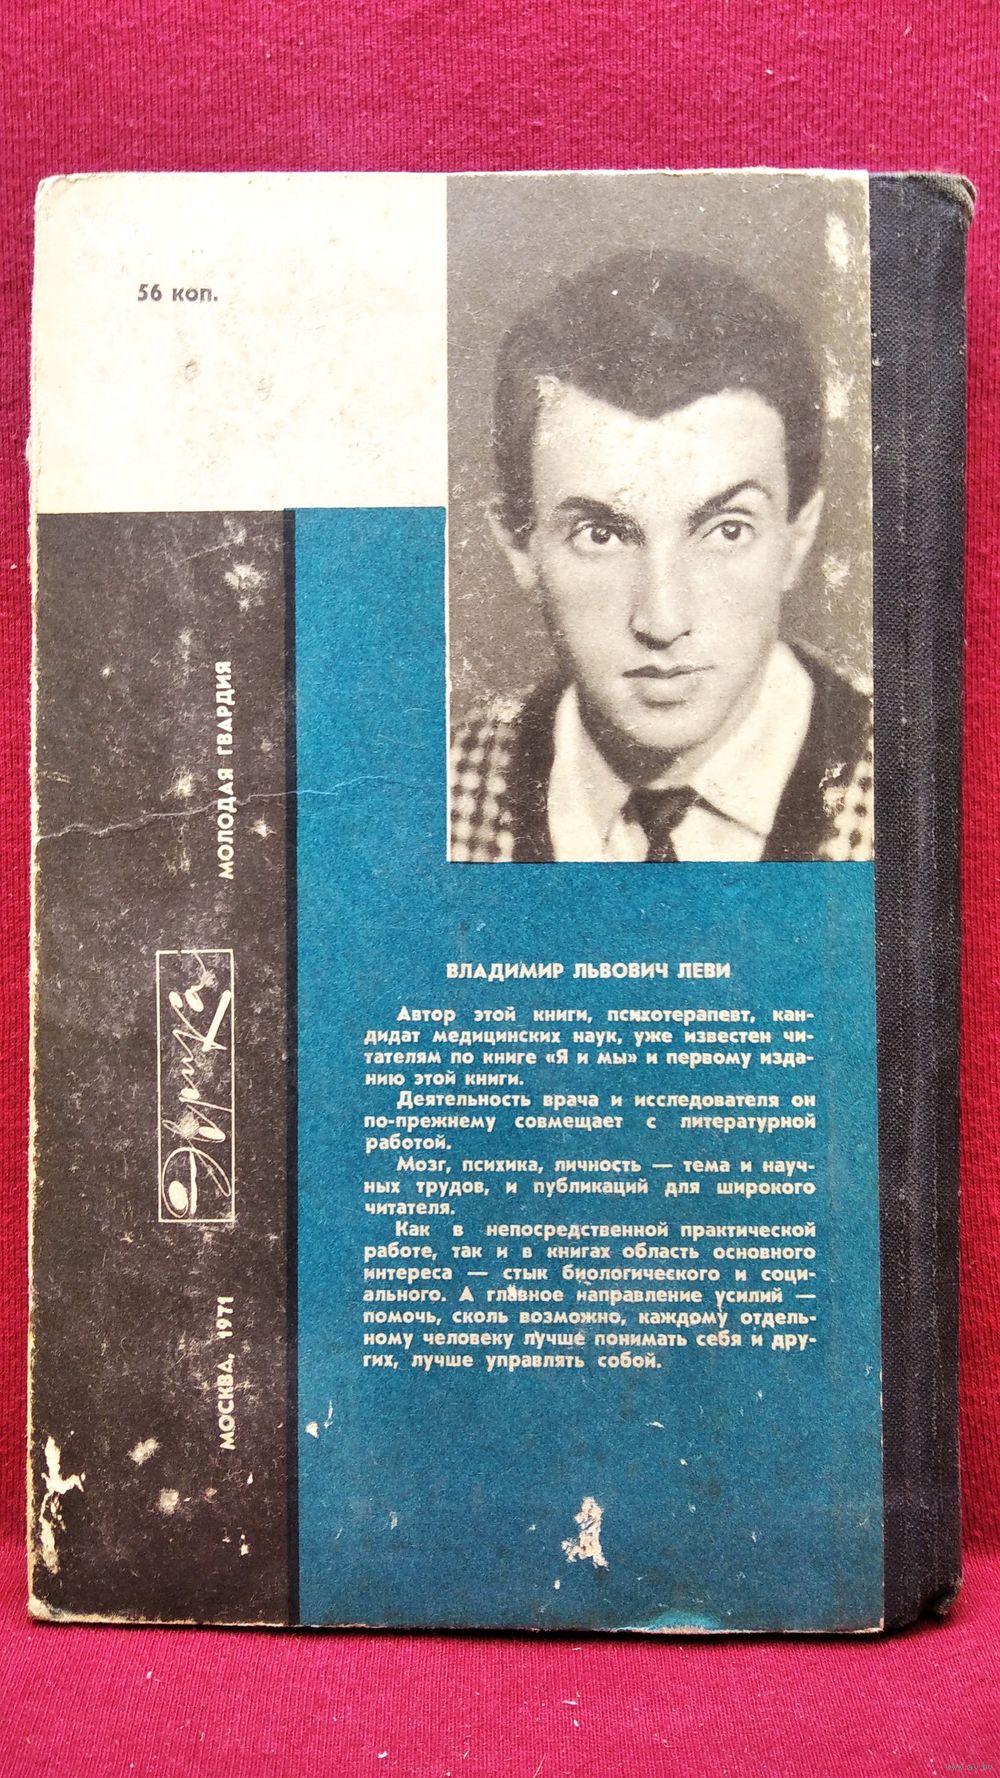 56 коп.
МОЛОДАЯ ГВАРДИЯ
Эврика
МОСКВА, 1971
ВЛАДИМИР ЛЬВОВИЧ ЛЕВИ
Автор этой книги, психотерапевт, кан-
дидат медицинских наук, уже известен чи-
тателям по книге «Я и мы» и первому изда-
нию этой книги.
Деятельность врача и исследователя он
по-прежнему совмещает с литературной
работой.
Мозг, психика, личность — тема и науч-
ных трудов, и публикаций для широкого
читателя.
Как в непосредственной практической
работе, так и в книгах область основного
интереса — стык биологического и соци-
ального. А главное направление усилий —
помочь, сколь возможно, каждому отдель-
ному человеку лучше понимать себя и дру-
гих, лучше управлять собой.